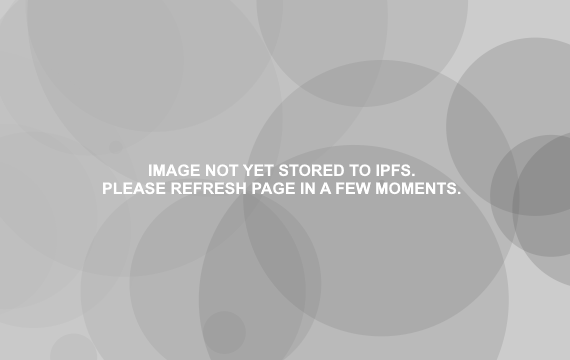 IMAGE NOT YET STORED TO IPFS.
PLEASE REFRESH PAGE IN A FEW MOMENTS.